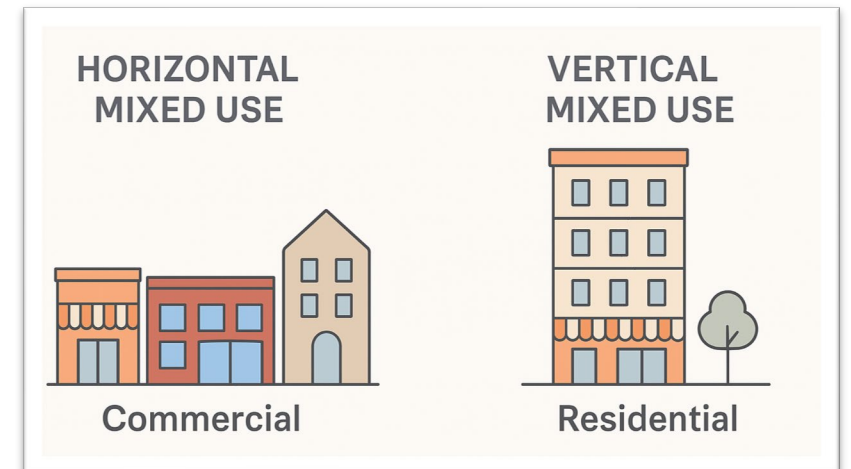 HORIZONTAL
MIXED USE
VERTICAL
MIXED USE
Commercial
Residential